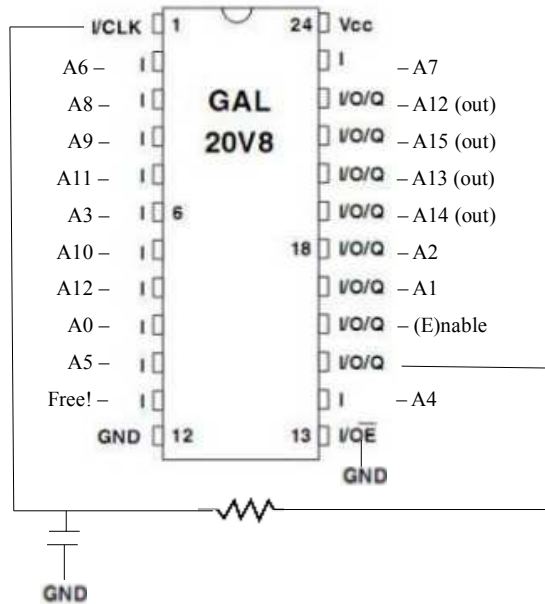 I/CLK 1 24 Vcc
A6 – I I – A7
A8 – I GAL I/O/Q – A12 (out)
A9 – I 20V8 I/O/Q – A15 (out)
A11 – I I/O/Q – A13 (out)
A3 – I 6 I/O/Q – A14 (out)
A10 – I 18 I/O/Q – A2
A12 – I I/O/Q – A1
A0 – I I/O/Q – (E)nable
A5 – I I/O/Q
Free! – I I – A4
GND 12 13 I/OE
GND
GND